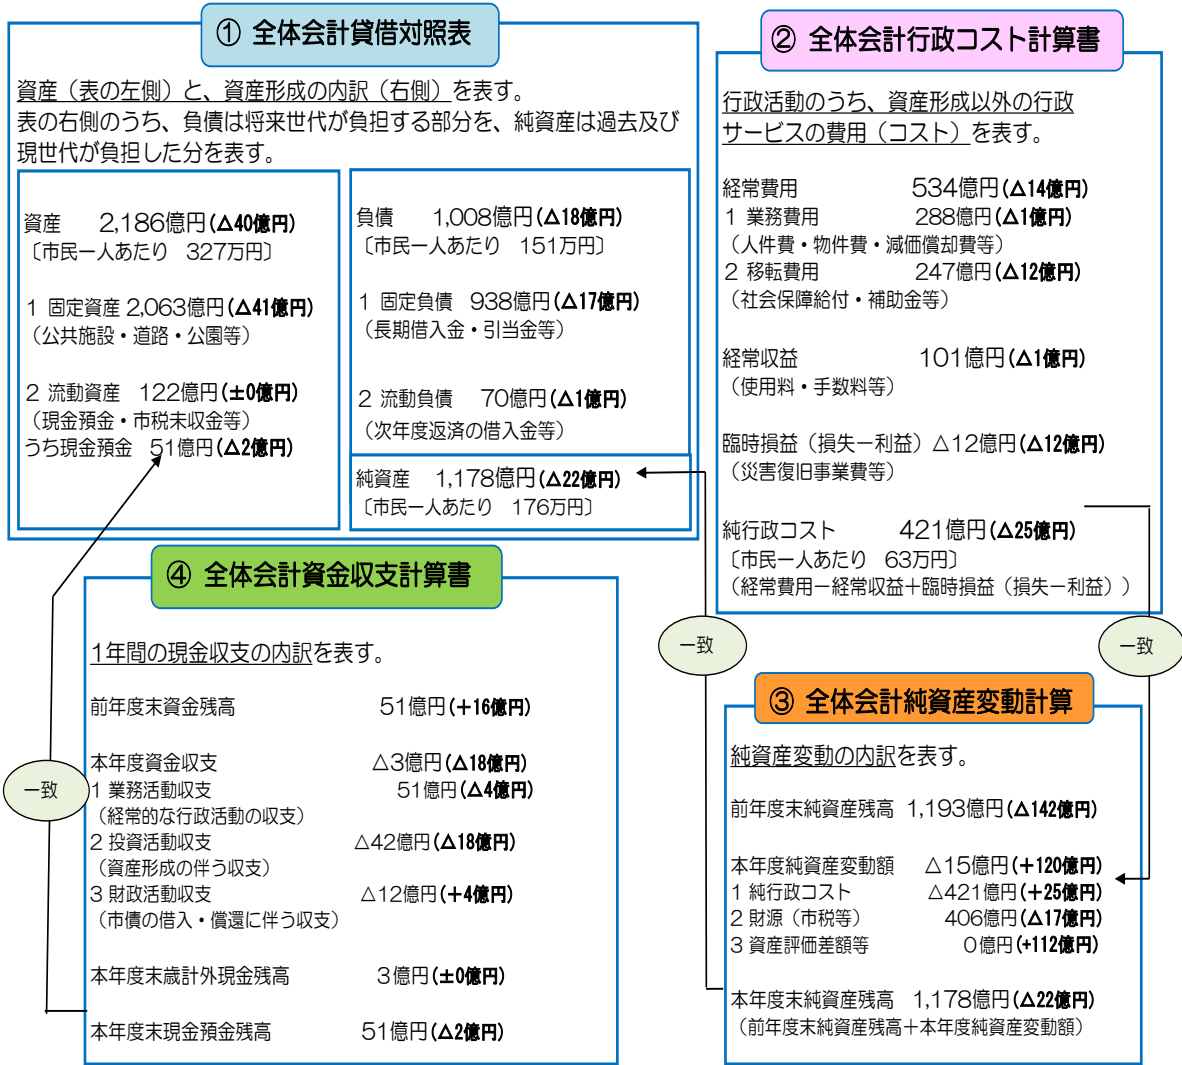 ① 全体会計貸借対照表
資産（表の左側）と、資産形成の内訳（右側）を表す。
表の右側のうち、負債は将来世代が負担する部分を、純資産は過去及び
現世代が負担した分を表す。
資産 2,186億円(△40億円)
〔市民一人あたり 327万円〕
1 固定資産 2,063億円(△41億円)
（公共施設・道路・公園等）
2 流動資産 122億円(±0億円)
（現金預金・市税未収金等）
うち現金預金 51億円(△2億円)
負債 1,008億円(△18億円)
〔市民一人あたり 151万円〕
1 固定負債 938億円(△17億円)
（長期借入金・引当金等）
2 流動負債 70億円(△1億円)
（次年度返済の借入金等）
純資産 1,178億円(△22億円)
〔市民一人あたり 176万円〕
② 全体会計行政コスト計算書
行政活動のうち、資産形成以外の行政
サービスの費用（コスト）を表す。
経常費用 534億円(△14億円)
1 業務費用 288億円(△1億円)
（人件費・物件費・減価償却費等）
2 移転費用 247億円(△12億円)
（社会保障給付・補助金等）
経常収益 101億円(△1億円)
（使用料・手数料等）
臨時損益（損失－利益）△12億円(△12億円)
（災害復旧事業費等）
純行政コスト 421億円(△25億円)
〔市民一人あたり 63万円〕
（経常費用－経常収益＋臨時損益（損失－利益））
一致
一致
③ 全体会計純資産変動計算
純資産変動の内訳を表す。
前年度末純資産残高 1,193億円(△142億円)
本年度純資産変動額 △15億円(＋120億円)
1 純行政コスト △421億円(＋25億円)
2 財源（市税等） 406億円(△17億円)
3 資産評価差額等 0億円(+112億円)
本年度末純資産残高 1,178億円(△22億円)
（前年度末純資産残高＋本年度純資産変動額）
④ 全体会計資金収支計算書
1年間の現金収支の内訳を表す。
前年度末資金残高 51億円(＋16億円)
本年度資金収支 △3億円(△18億円)
1 業務活動収支 51億円(△4億円)
（経常的な行政活動の収支）
2 投資活動収支 △42億円(△18億円)
（資産形成の伴う収支）
3 財政活動収支 △12億円(＋4億円)
（市債の借入・償還に伴う収支）
本年度末歳計外現金残高 3億円(±0億円)
本年度末現金預金残高 51億円(△2億円)
一致